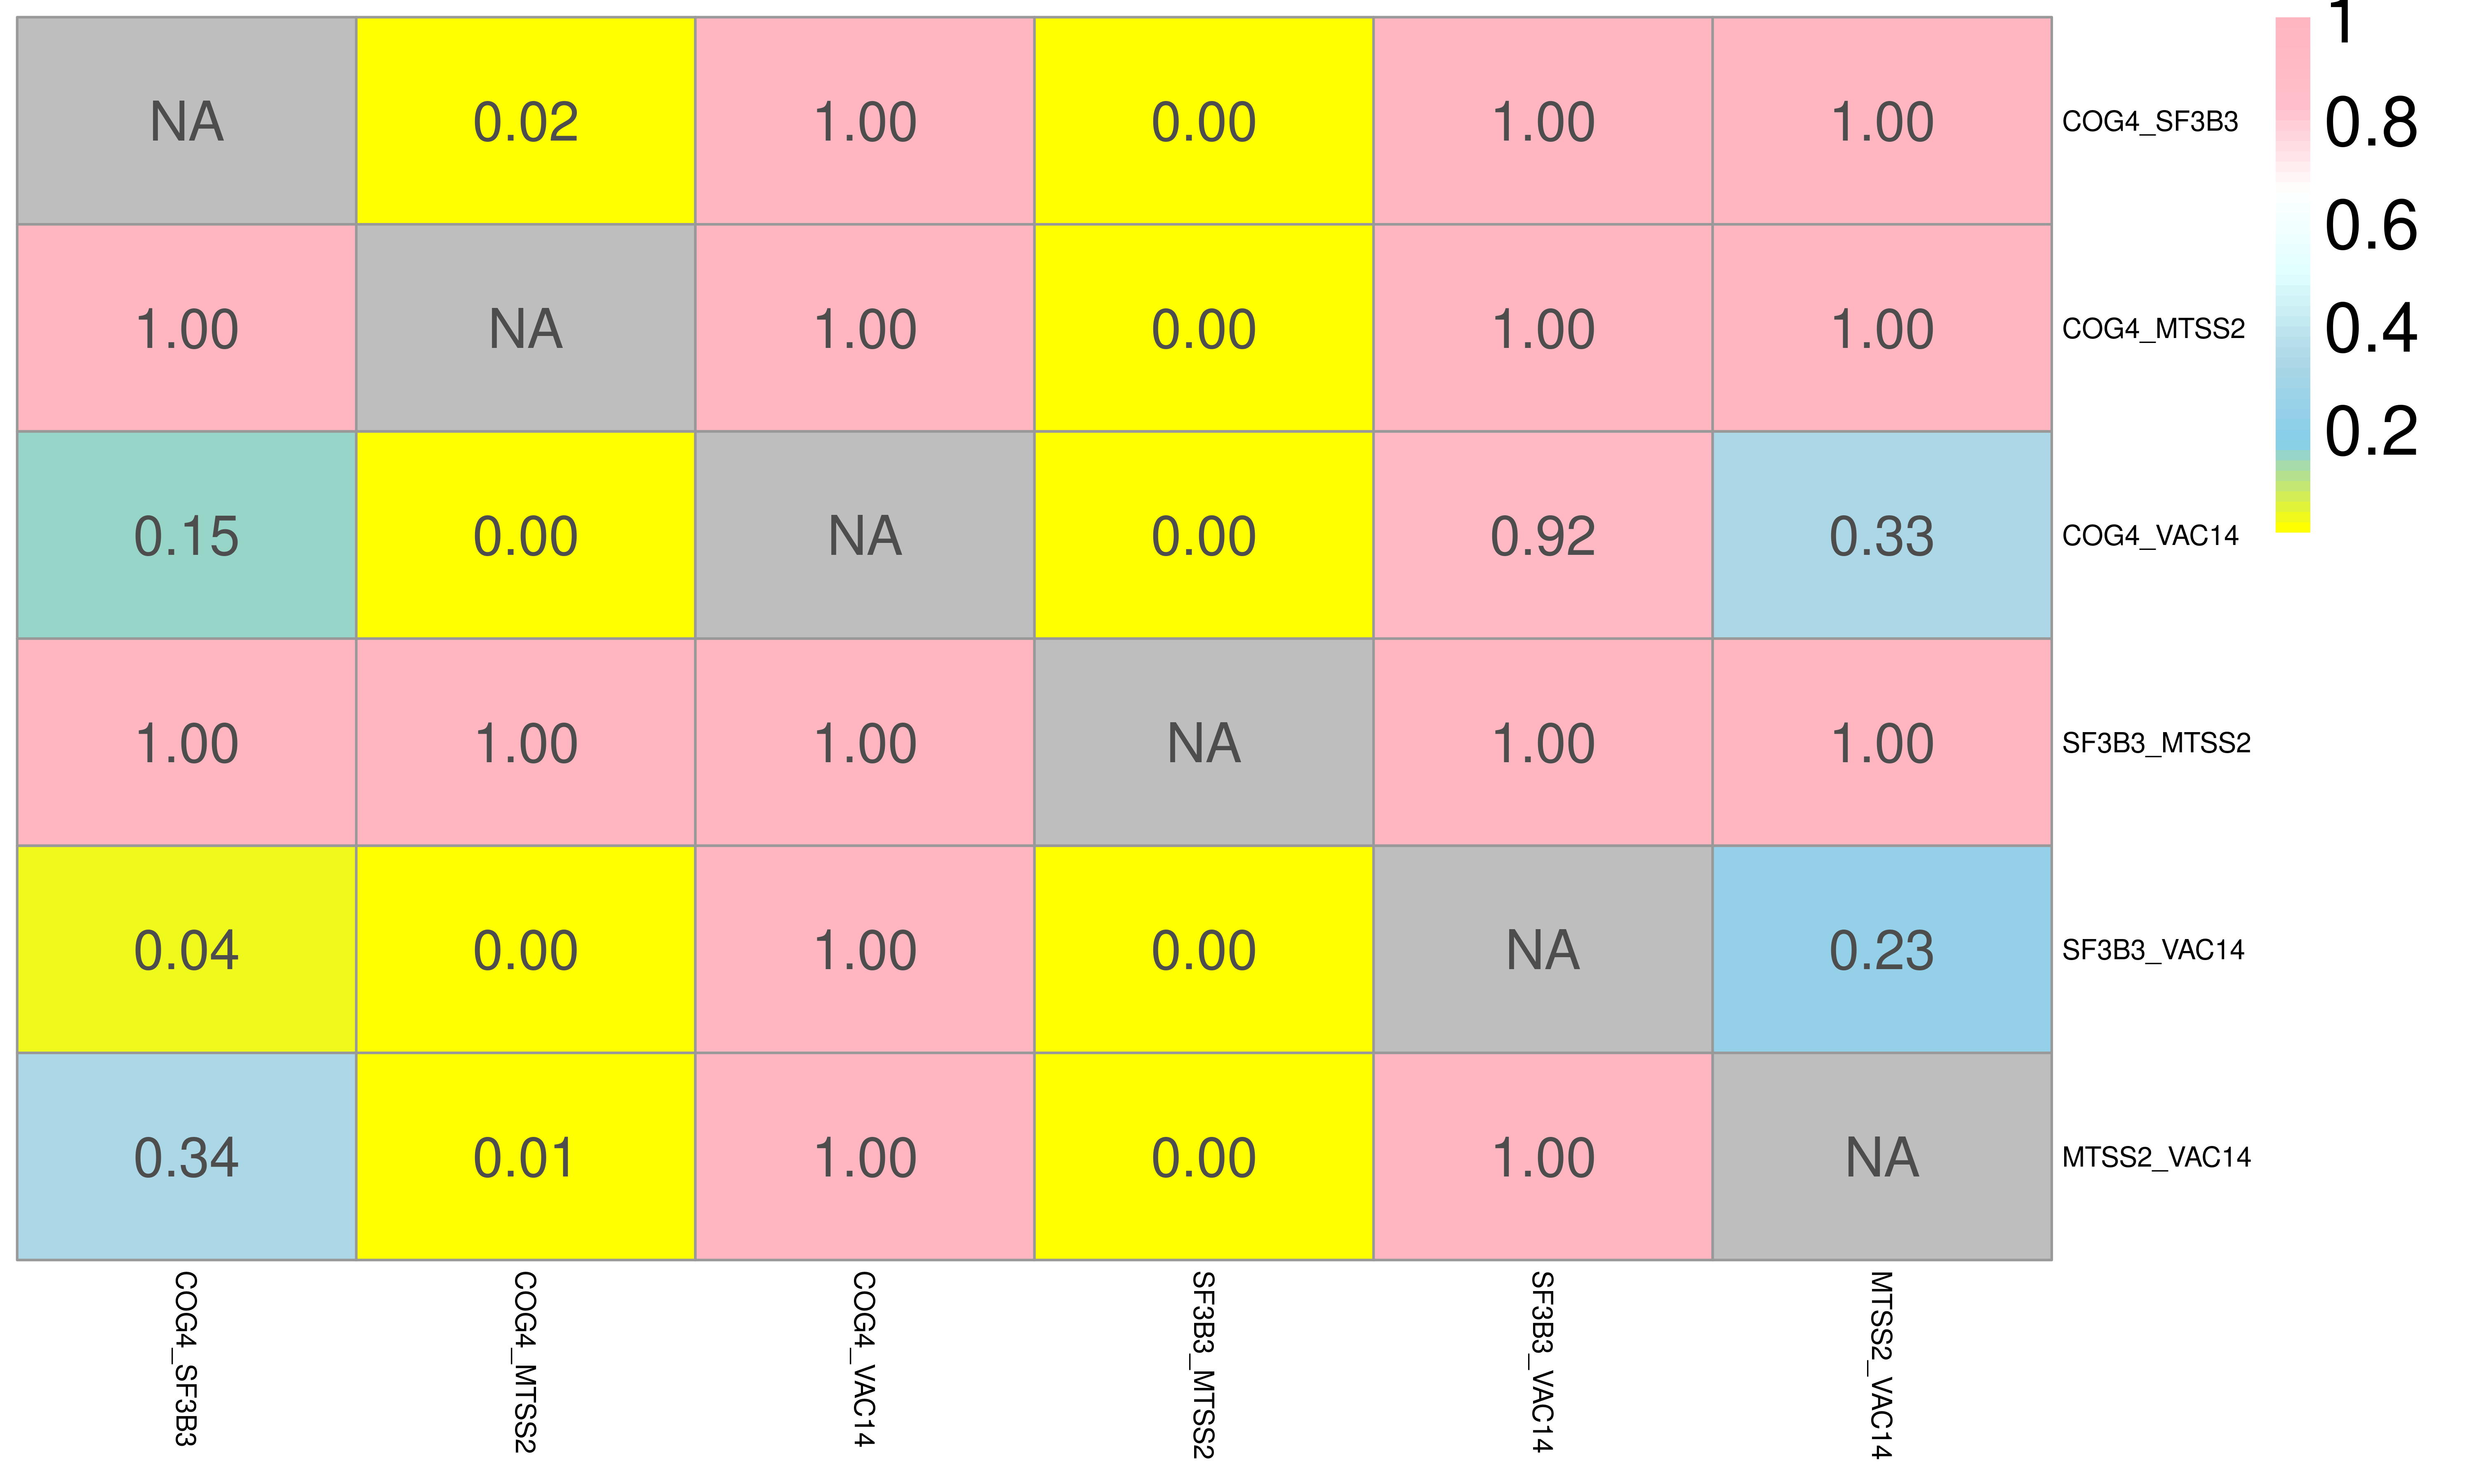 NA 0.02 1.00 0.00 1.00 1.00 COG4_SF3B3
1.00 NA 1.00 0.00 1.00 1.00 COG4_MTSS2
0.15 0.00 NA 0.00 0.92 0.33 COG4_VAC14
1.00 1.00 1.00 NA 1.00 1.00 SF3B3_MTSS2
0.04 0.00 1.00 0.00 NA 0.23 SF3B3_VAC14
0.34 0.01 1.00 0.00 1.00 NA MTSS2_VAC14
COG4_SF3B3
COG4_MTSS2
COG4_VAC14
SF3B3_MTSS2
SF3B3_VAC14
MTSS2_VAC14
1
0.8
0.6
0.4
0.2